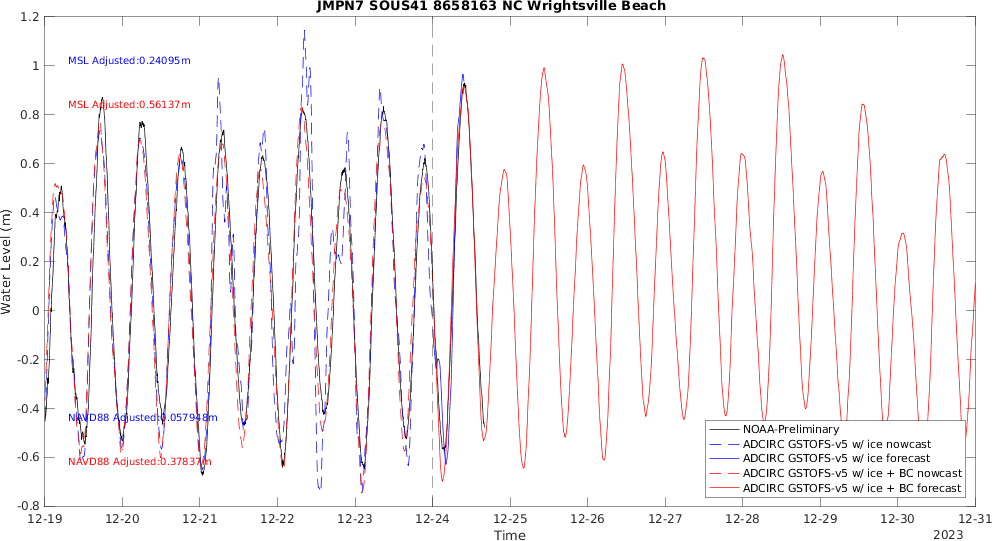 JMPN7 SOUS41 8658163 NC Wrightsville Beach
1.2
1
0.8
0.6
0.4
0.2
0
-0.2
-0.4
-0.6
-0.8
Water Level (m)
MSL Adjusted:0.24095m
MSL Adjusted:0.56137m
NAVD88 Adjusted:0.057948m
NAVD88 Adjusted:0.37837m
NOAA-Preliminary
ADCIRC GSTOFS-v5 w/ ice nowcast
ADCIRC GSTOFS-v5 w/ ice forecast
ADCIRC GSTOFS-v5 w/ ice + BC nowcast
ADCIRC GSTOFS-v5 w/ ice + BC forecast
12-19 12-20 12-21 12-22 12-23 12-24 12-25 12-26 12-27 12-28 12-29 12-30 12-31
Time
2023